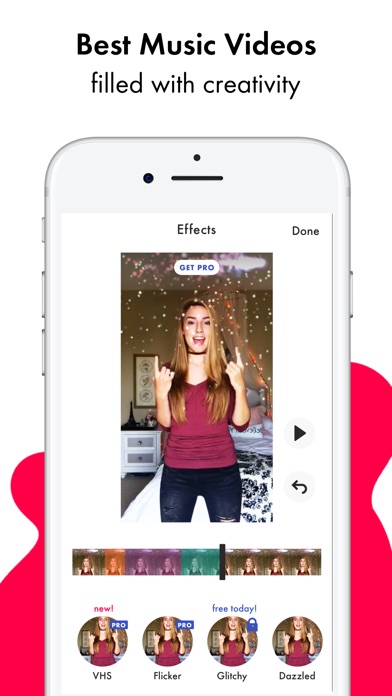 Best Music Videos
filled with creativity
Effects
Done
GET PRO
new!
free today!
PRO
PRO
VHS
Flicker
Glitchy
Dazzled